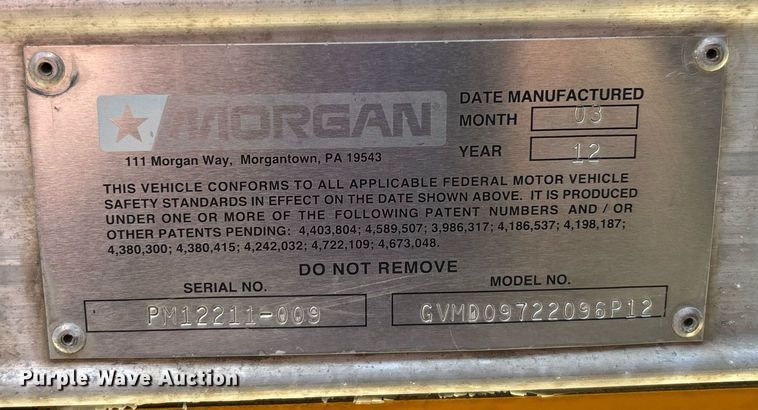 MORGAN
111 Morgan Way, Morgantown, PA 19543
DATE MANUFACTURED
MONTH 03
YEAR 12
THIS VEHICLE CONFORMS TO ALL APPLICABLE FEDERAL MOTOR VEHICLE
SAFETY STANDARDS IN EFFECT ON THE DATE SHOWN ABOVE. IT IS PRODUCED
UNDER ONE OR MORE OF THE FOLLOWING PATENT NUMBERS AND / OR
OTHER PATENTS PENDING: 4,403,804; 4,589,507; 3,986,317; 4,186,537; 4,198,187;
4,380,300; 4,380,415; 4,242,032; 4,722,109; 4,673,048.
DO NOT REMOVE
SERIAL NO. MODEL NO.
PM12211-009 GVMD09722096P12
Purple Wave Auction